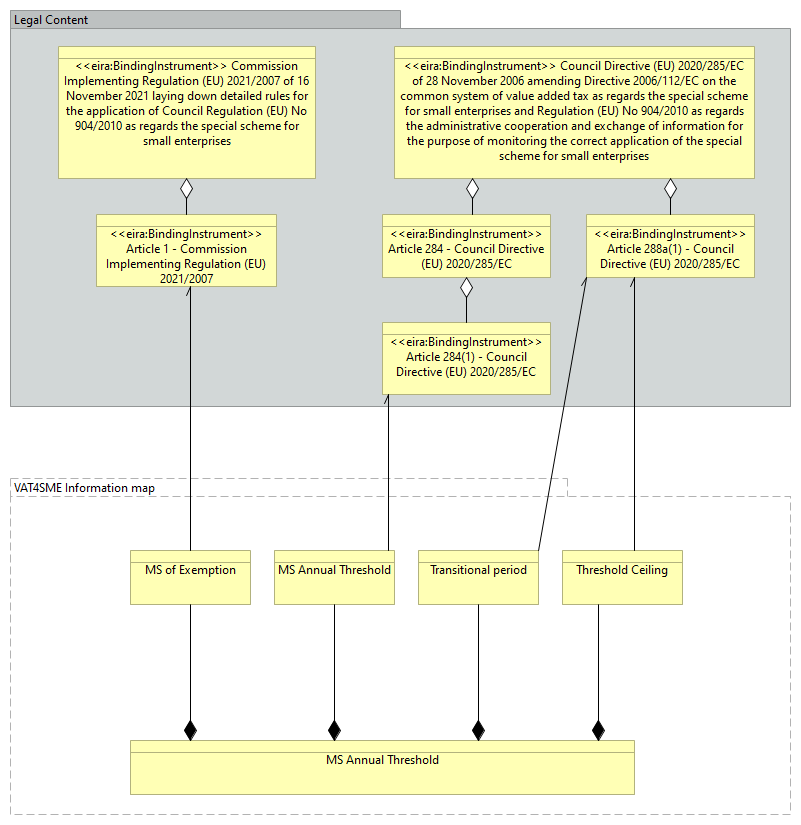 Legal Content
<<eira:BindingInstrument>> Commission
Implementing Regulation (EU) 2021/2007 of 16
November 2021 laying down detailed rules for
the application of Council Regulation (EU) No
904/2010 as regards the special scheme for
small enterprises
<<eira:BindingInstrument>> Council Directive (EU) 2020/285/EC
of 28 November 2006 amending Directive 2006/112/EC on the
common system of value added tax as regards the special scheme
for small enterprises and Regulation (EU) No 904/2010 as regards
the administrative cooperation and exchange of information for
the purpose of monitoring the correct application of the special
scheme for small enterprises
<<eira:BindingInstrument>>
Article 1 - Commission
Implementing Regulation (EU)
2021/2007
<<eira:BindingInstrument>>
Article 284 - Council Directive
(EU) 2020/285/EC
<<eira:BindingInstrument>>
Article 288a(1) - Council
Directive (EU) 2020/285/EC
<<eira:BindingInstrument>>
Article 284(1) - Council
Directive (EU) 2020/285/EC
VAT4SME Information map
MS of Exemption
MS Annual Threshold
Transitional period
Threshold Ceiling
MS Annual Threshold